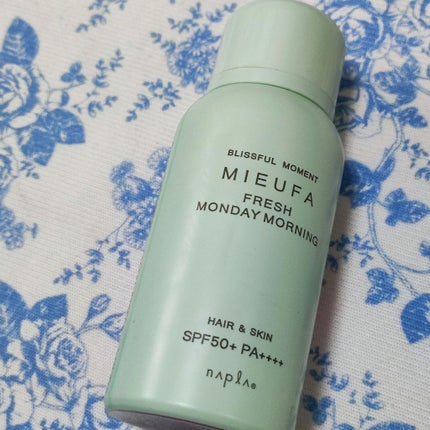 BLISSFUL MOMENT
MIEUFA
FRESH
MONDAY MORNING
HAIR & SKIN
SPF50+ PA++++
napla®